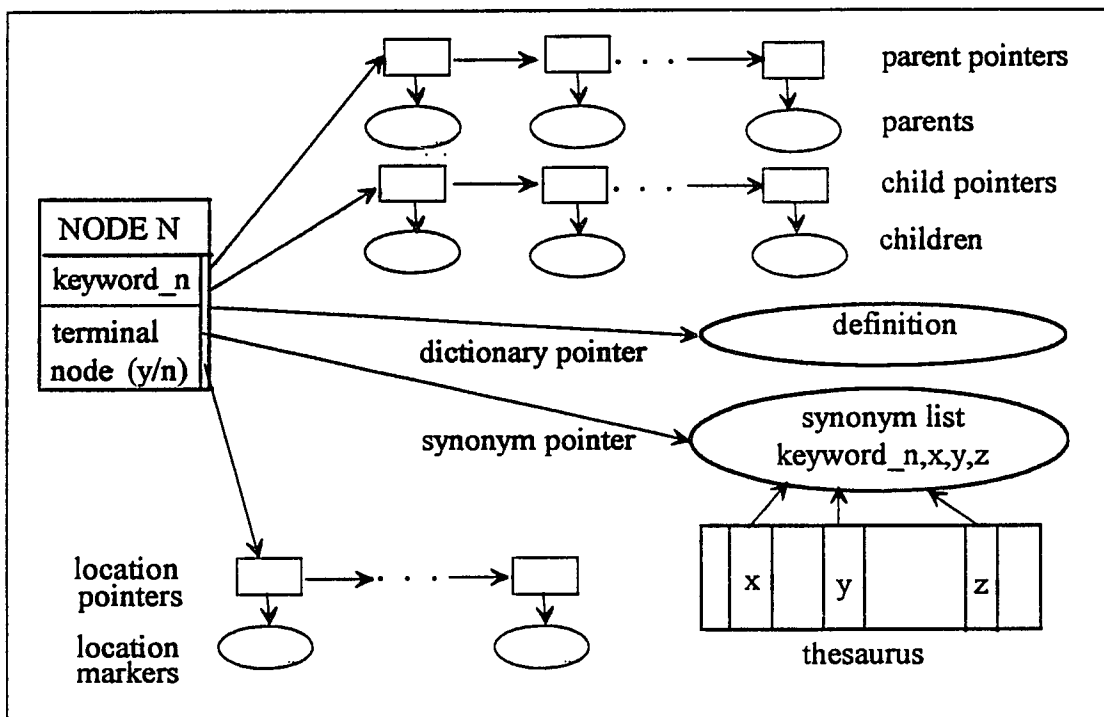 parent pointers
parents
child pointers
children
NODE N
keyword_n
terminal
node (y/n)
definition
dictionary pointer
synonym list
keyword_n,x,y,z
synonym pointer
location
pointers
x y z
location
markers
thesaurus